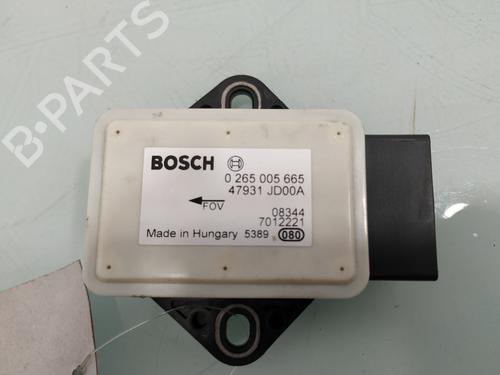 B-PARTS
BOSCH
0 265 005 665
47931 JD00A
FOV
08344
7012221
Made in Hungary 5389 080